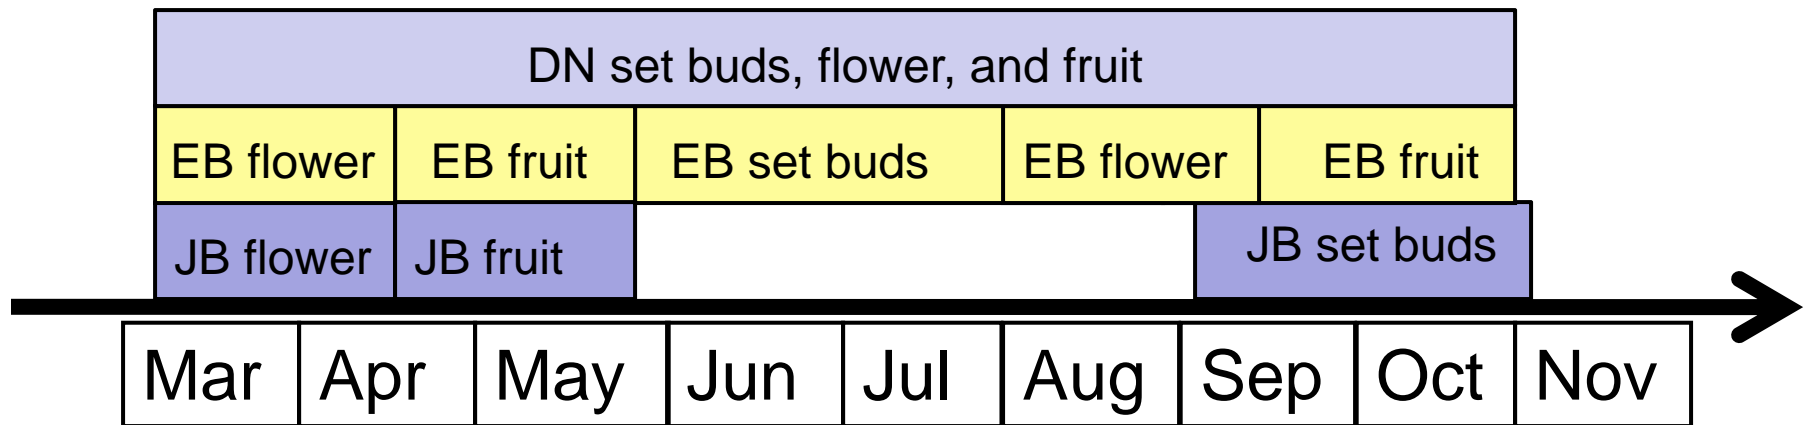 DN set buds, flower, and fruit
EB flower EB fruit EB set buds EB flower EB fruit
JB flower JB fruit JB set buds
Mar Apr May Jun Jul Aug Sep Oct Nov